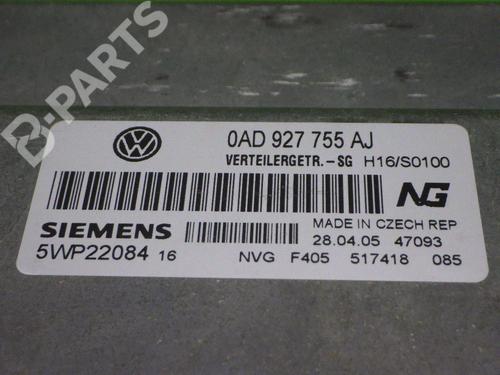 B-PARTS
VW
0AD 927 755 AJ
VERTEILERGETR.-SG H16/S0100
NG
SIEMENS
MADE IN CZECH REP
5WP22084 16
28.04.05 47093
NVG F405 517418 085